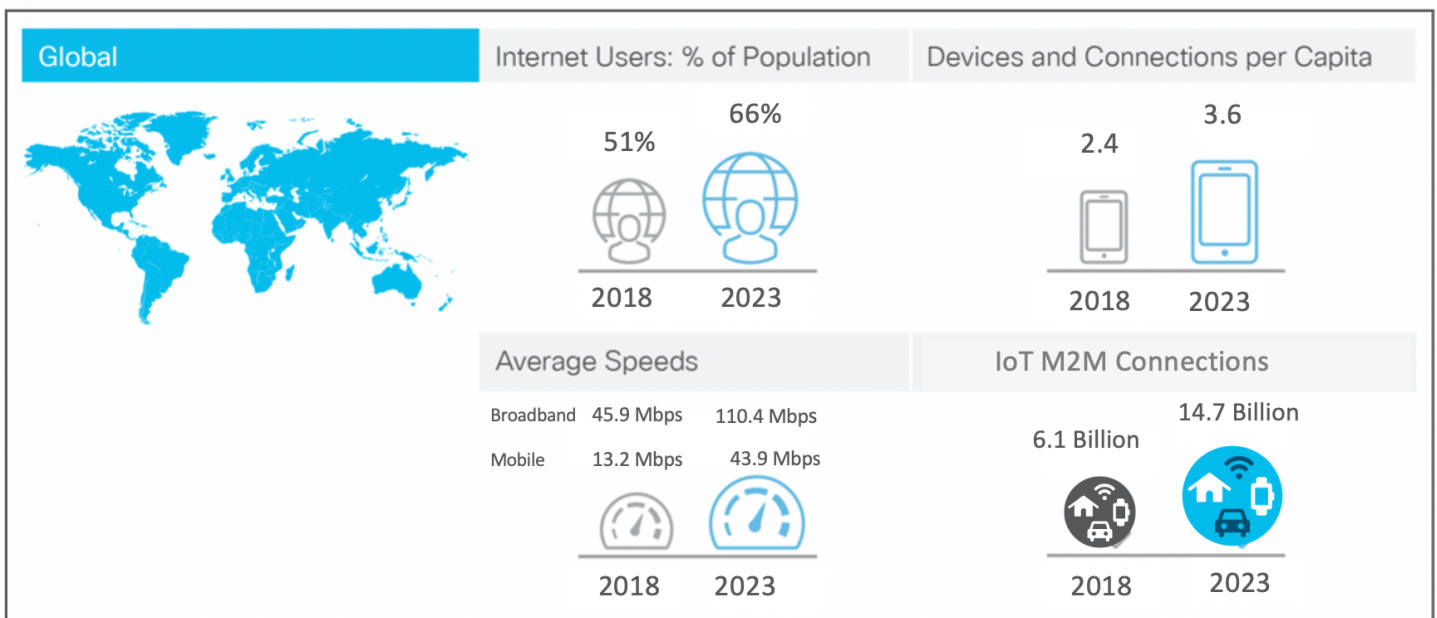 Global
Internet Users: % of Population
Devices and Connections per Capita
51%
66%
2018
2023
2.4
3.6
2018
2023
Average Speeds
Broadband 45.9 Mbps 110.4 Mbps
Mobile 13.2 Mbps 43.9 Mbps
2018
2023
IoT M2M Connections
6.1 Billion
14.7 Billion
2018
2023